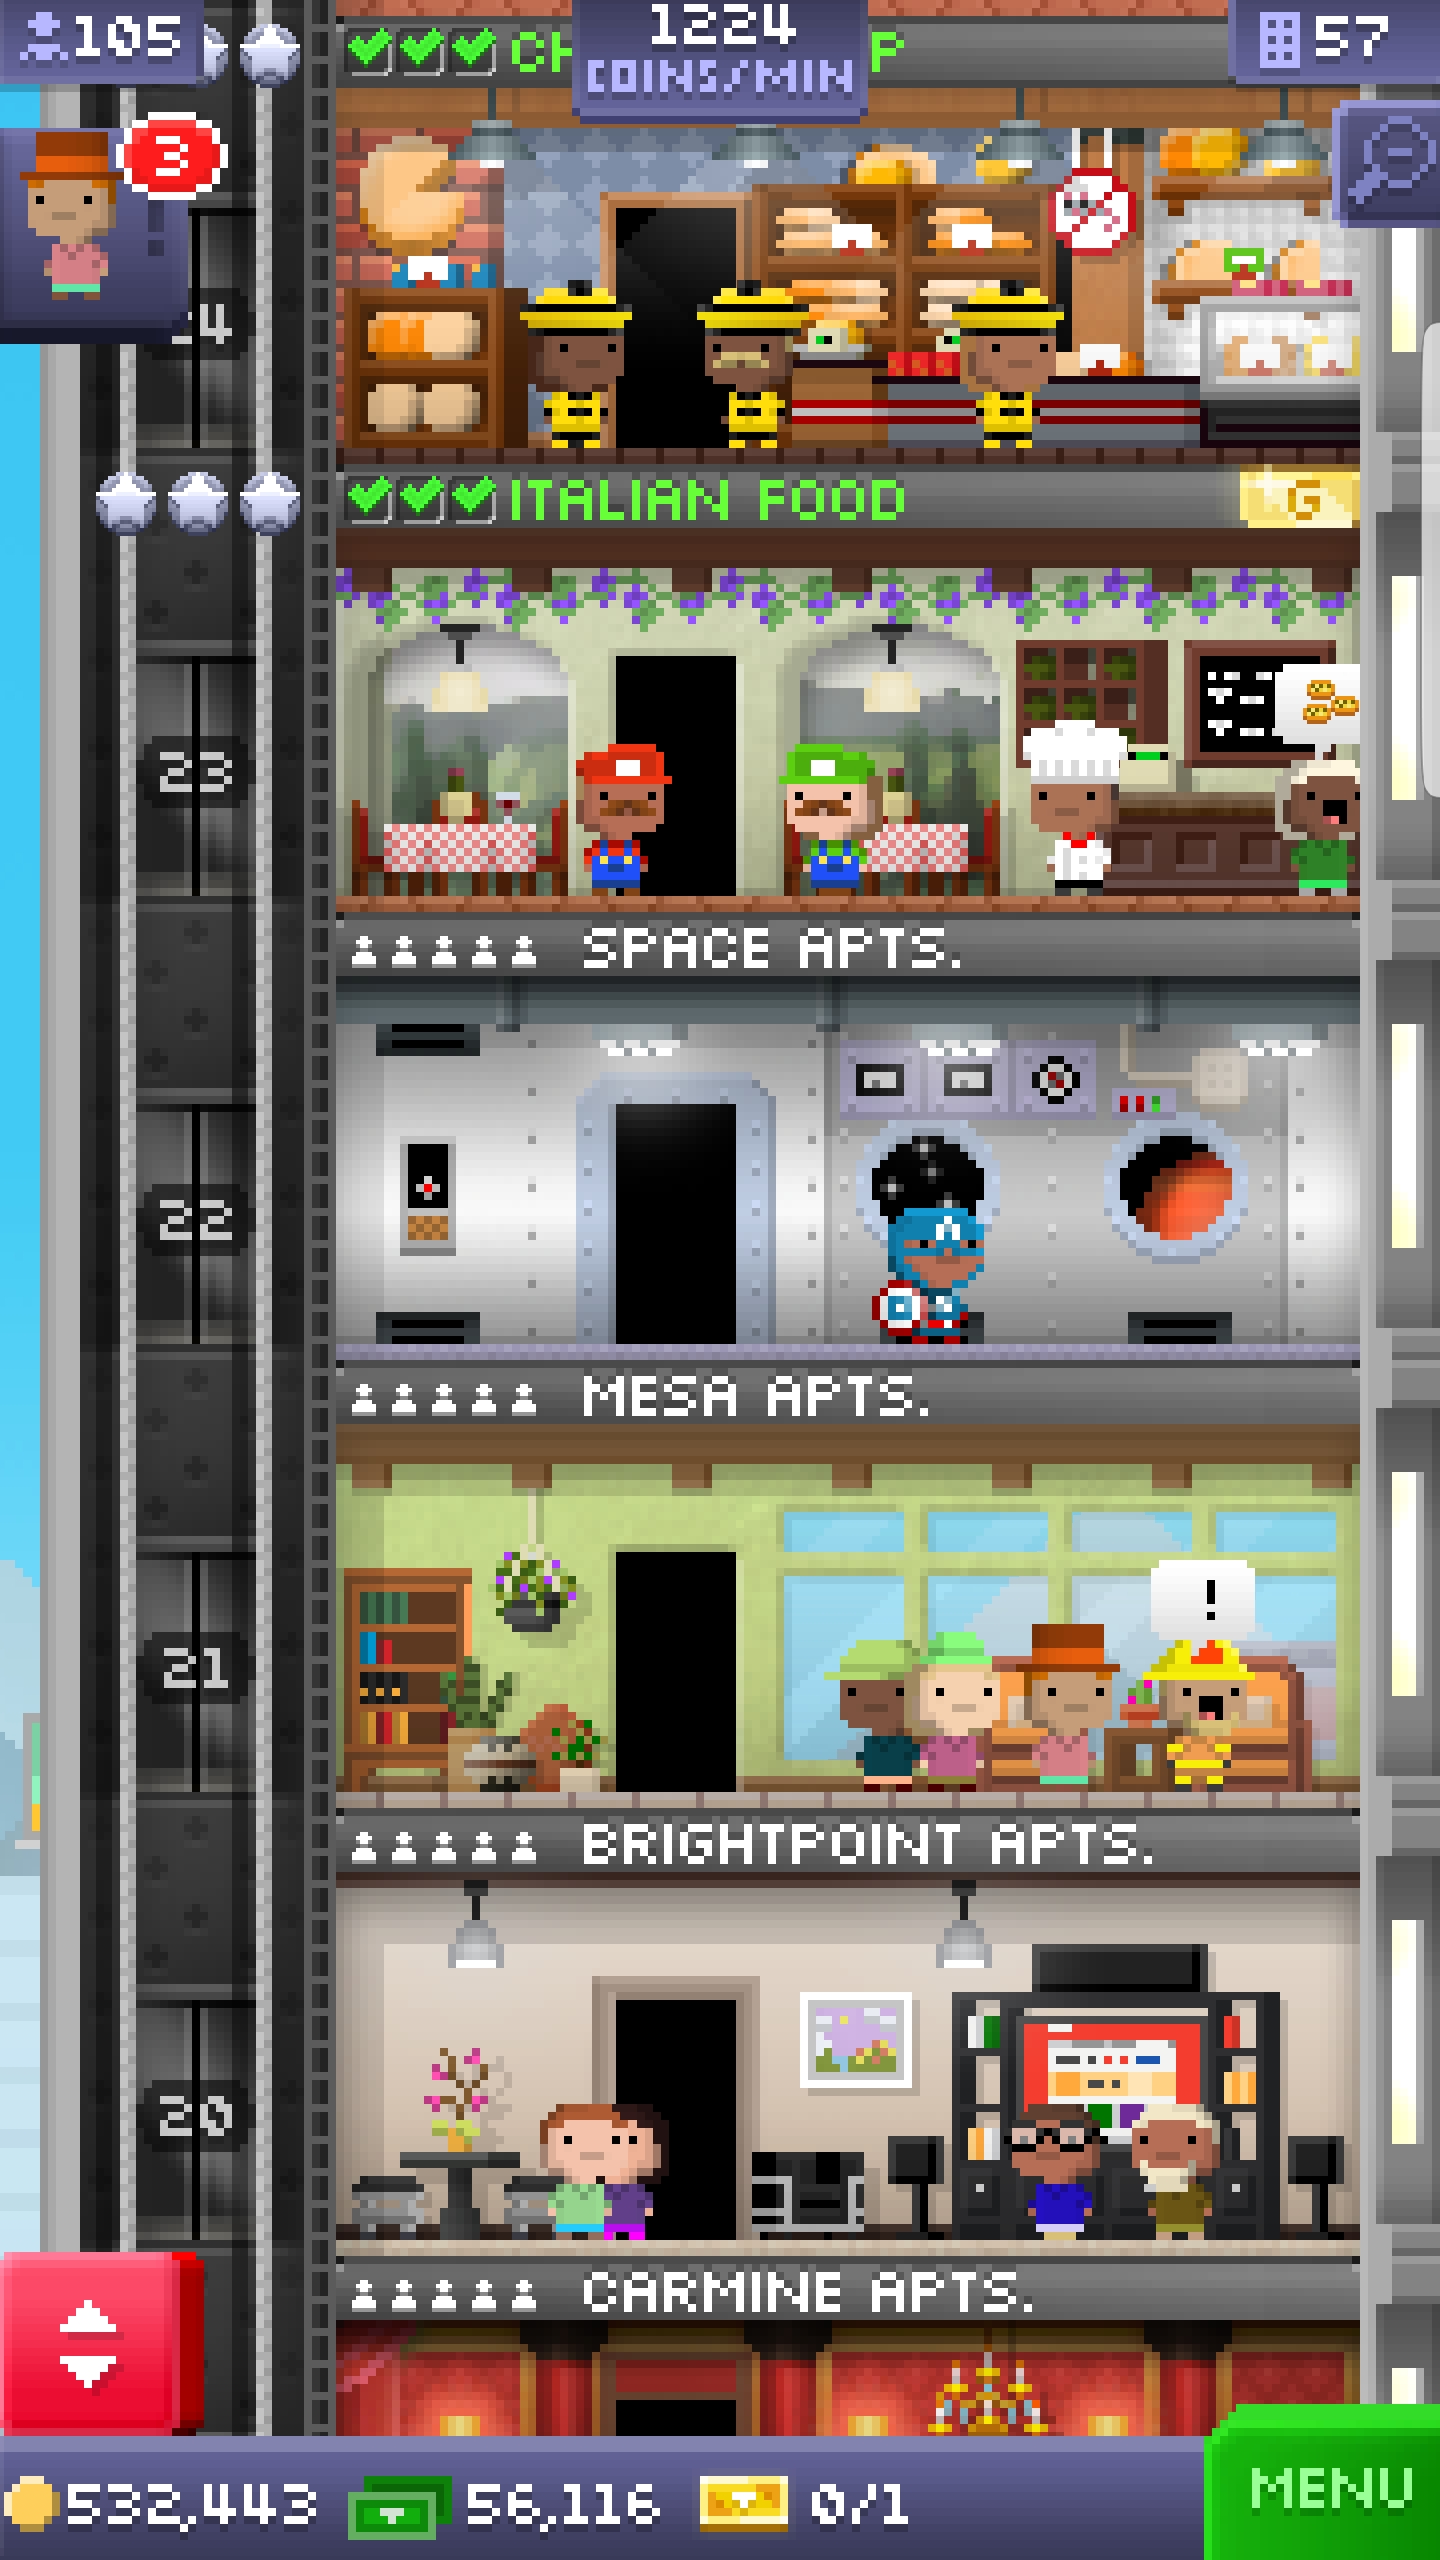 105
1224
COINS/MIN
57
CH P
3
!
ITALIAN FOOD
G
23
SPACE APTS.
22
A
MESA APTS.
!
21
BRIGHTPOINT APTS.
20
CARMINE APTS.
532,443
56,116
0/1
MENU